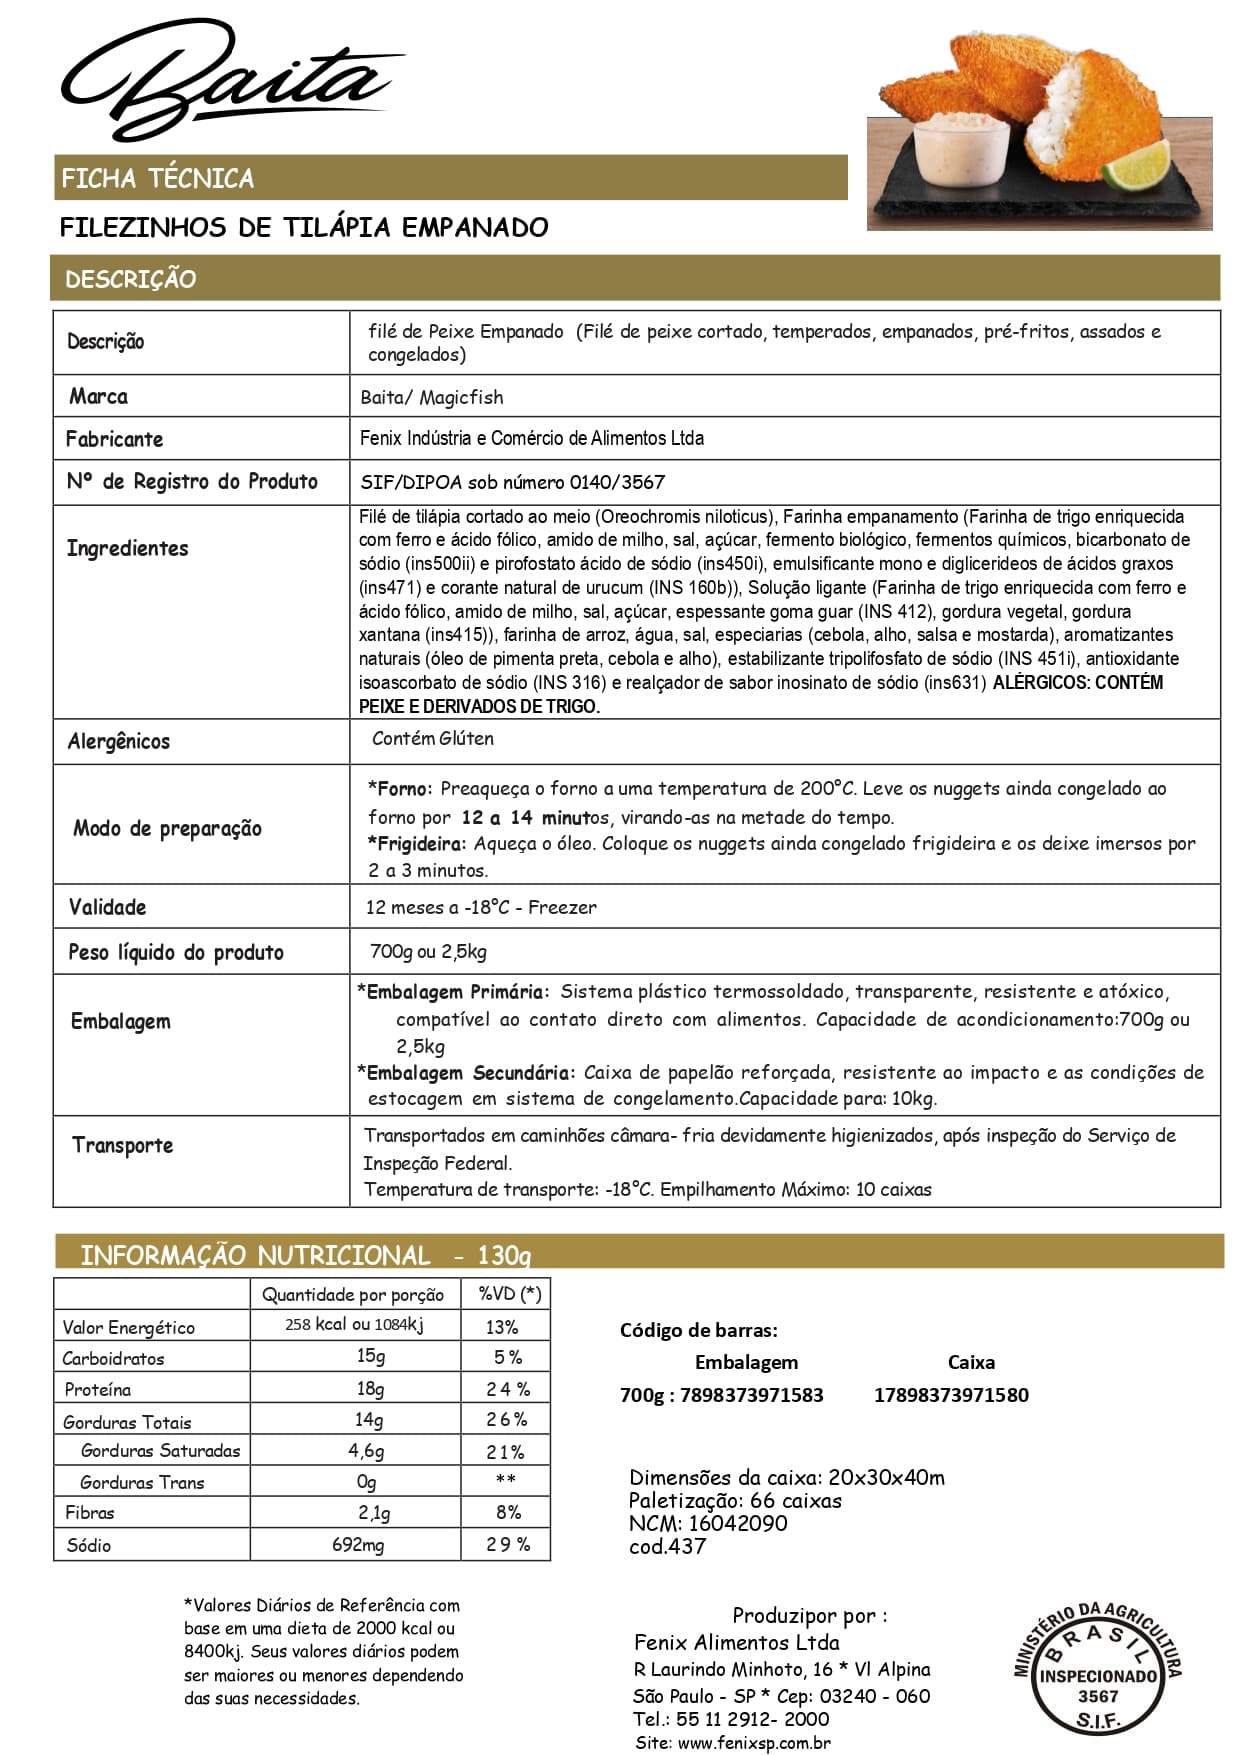 Baita
FICHA TÉCNICA
FILEZINHOS DE TILÁPIA EMPANADO
DESCRIÇÃO
Descrição
filé de Peixe Empanado (Filé de peixe cortado, temperados, empanados, pré-fritos, assados e
congelados)
Marca
Baita/ Magicfish
Fabricante
Fenix Indústria e Comércio de Alimentos Ltda
Nº de Registro do Produto
SIF/DIPOA sob número 0140/3567
Ingredientes
Filé de tilápia cortado ao meio (Oreochromis niloticus), Farinha empanamento (Farinha de trigo enriquecida
com ferro e ácido fólico, amido de milho, sal, açúcar, fermento biológico, fermentos químicos, bicarbonato de
sódio (ins500ii) e pirofostato ácido de sódio (ins450i), emulsificante mono e diglicerideos de ácidos graxos
(ins471) e corante natural de urucum (INS 160b)), Solução ligante (Farinha de trigo enriquecida com ferro e
ácido fólico, amido de milho, sal, açúcar, espessante goma guar (INS 412), gordura vegetal, gordura
xantana (ins415)), farinha de arroz, água, sal, especiarias (cebola, alho, salsa e mostarda), aromatizantes
naturais (óleo de pimenta preta, cebola e alho), estabilizante tripolifosfato de sódio (INS 451i), antioxidante
isoascorbato de sódio (INS 316) e realçador de sabor inosinato de sódio (ins631) ALÉRGICOS: CONTÉM
PEIXE E DERIVADOS DE TRIGO.
Alergênicos
Contém Glúten
Modo de preparação
*Forno: Preaqueça o forno a uma temperatura de 200°C. Leve os nuggets ainda congelado ao
forno por 12 a 14 minutos, virando-as na metade do tempo.
*Frigideira: Aqueça o óleo. Coloque os nuggets ainda congelado frigideira e os deixe imersos por
2 a 3 minutos.
Validade
12 meses a -18°C - Freezer
Peso líquido do produto
700g ou 2,5kg
Embalagem
*Embalagem Primária: Sistema plástico termossoldado, transparente, resistente e atóxico,
compatível ao contato direto com alimentos. Capacidade de acondicionamento:700g ou
2,5kg
*Embalagem Secundária: Caixa de papelão reforçada, resistente ao impacto e as condições de
estocagem em sistema de congelamento.Capacidade para: 10kg.
Transporte
Transportados em caminhões câmara- fria devidamente higienizados, após inspeção do Serviço de
Inspeção Federal.
Temperatura de transporte: -18°C. Empilhamento Máximo: 10 caixas
INFORMAÇÃO NUTRICIONAL - 130g
Quantidade por porção %VD (*)
Valor Energético 258 kcal ou 1084kj 13%
Carboidratos 15g 5%
Proteína 18g 24%
Gorduras Totais 14g 26%
Gorduras Saturadas 4,6g 21%
Gorduras Trans 0g **
Fibras 2,1g 8%
Sódio 692mg 29%
*Valores Diários de Referência com
base em uma dieta de 2000 kcal ou
8400kj. Seus valores diários podem
ser maiores ou menores dependendo
das suas necessidades.
Código de barras:
Embalagem Caixa
700g : 7898373971583 17898373971580
Dimensões da caixa: 20x30x40m
Paletização: 66 caixas
NCM: 16042090
cod.437
Produzipor por :
Fenix Alimentos Ltda
R Laurindo Minhoto, 16 * Vl Alpina
São Paulo - SP * Cep: 03240 - 060
Tel.: 55 11 2912- 2000
Site: www.fenixsp.com.br
MINISTÉRIO DA AGRICULTURA
BRASIL
INSPECIONADO
3567
S.I.F.